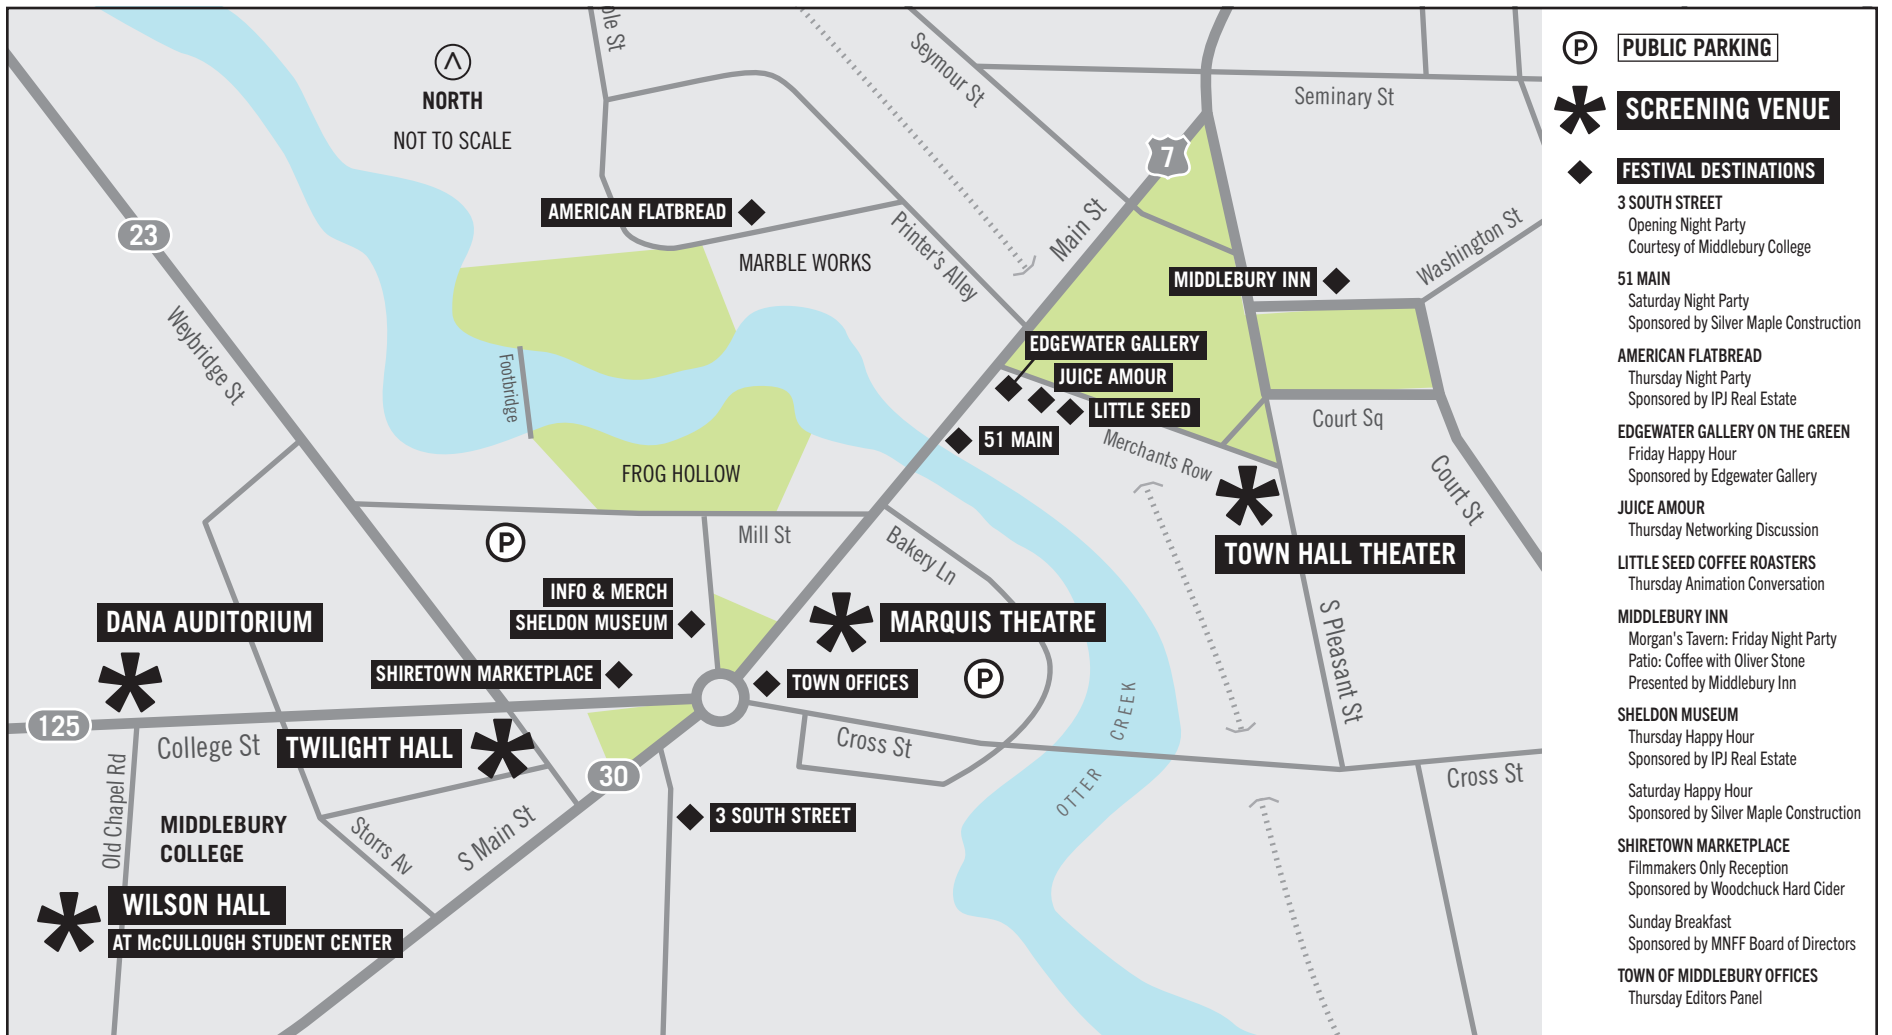 ple St
NORTH
NOT TO SCALE
Seymour St
Seminary St
7
Main St
AMERICAN FLATBREAD
Printer's Alley
MARBLE WORKS
23
Weybridge St
MIDDLEBURY INN
Washington St
EDGEWATER GALLERY
JUICE AMOUR
LITTLE SEED
51 MAIN
Merchants Row
Court Sq
Court St
Footbridge
FROG HOLLOW
Mill St
P
Bakery Ln
TOWN HALL THEATER
INFO & MERCH
SHELDON MUSEUM
MARQUIS THEATRE
DANA AUDITORIUM
SHIRETOWN MARKETPLACE
TOWN OFFICES
P
S Pleasant St
125
College St
TWILIGHT HALL
30
Cross St
OTTER CREEK
Cross St
Old Chapel Rd
MIDDLEBURY
COLLEGE
Storrs Av
S Main St
3 SOUTH STREET
WILSON HALL
AT McCULLOUGH STUDENT CENTER
P PUBLIC PARKING
SCREENING VENUE
FESTIVAL DESTINATIONS
3 SOUTH STREET
Opening Night Party
Courtesy of Middlebury College
51 MAIN
Saturday Night Party
Sponsored by Silver Maple Construction
AMERICAN FLATBREAD
Thursday Night Party
Sponsored by IPJ Real Estate
EDGEWATER GALLERY ON THE GREEN
Friday Happy Hour
Sponsored by Edgewater Gallery
JUICE AMOUR
Thursday Networking Discussion
LITTLE SEED COFFEE ROASTERS
Thursday Animation Conversation
MIDDLEBURY INN
Morgan's Tavern: Friday Night Party
Patio: Coffee with Oliver Stone
Presented by Middlebury Inn
SHELDON MUSEUM
Thursday Happy Hour
Sponsored by IPJ Real Estate
Saturday Happy Hour
Sponsored by Silver Maple Construction
SHIRETOWN MARKETPLACE
Filmmakers Only Reception
Sponsored by Woodchuck Hard Cider
Sunday Breakfast
Sponsored by MNFF Board of Directors
TOWN OF MIDDLEBURY OFFICES
Thursday Editors Panel